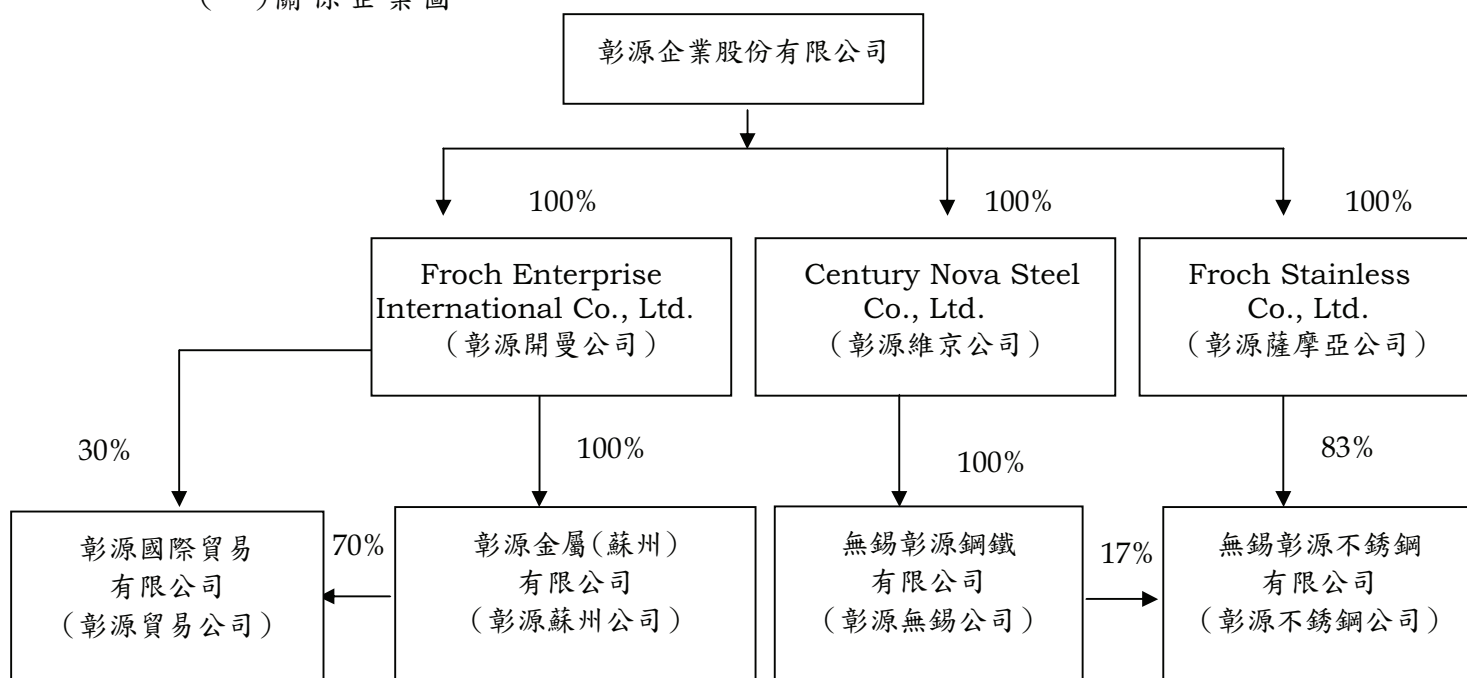 彰源企業股份有限公司
100%
100%
100%
Froch Enterprise
International Co., Ltd.
(彰源開曼公司)
Century Nova Steel
Co., Ltd.
(彰源維京公司)
Froch Stainless
Co., Ltd.
(彰源薩摩亞公司)
30%
100%
100%
83%
彰源國際貿易
有限公司
(彰源貿易公司)
70%
彰源金屬(蘇州)
有限公司
(彰源蘇州公司)
無錫彰源鋼鐵
有限公司
(彰源無錫公司)
17%
無錫彰源不銹鋼
有限公司
(彰源不銹鋼公司)